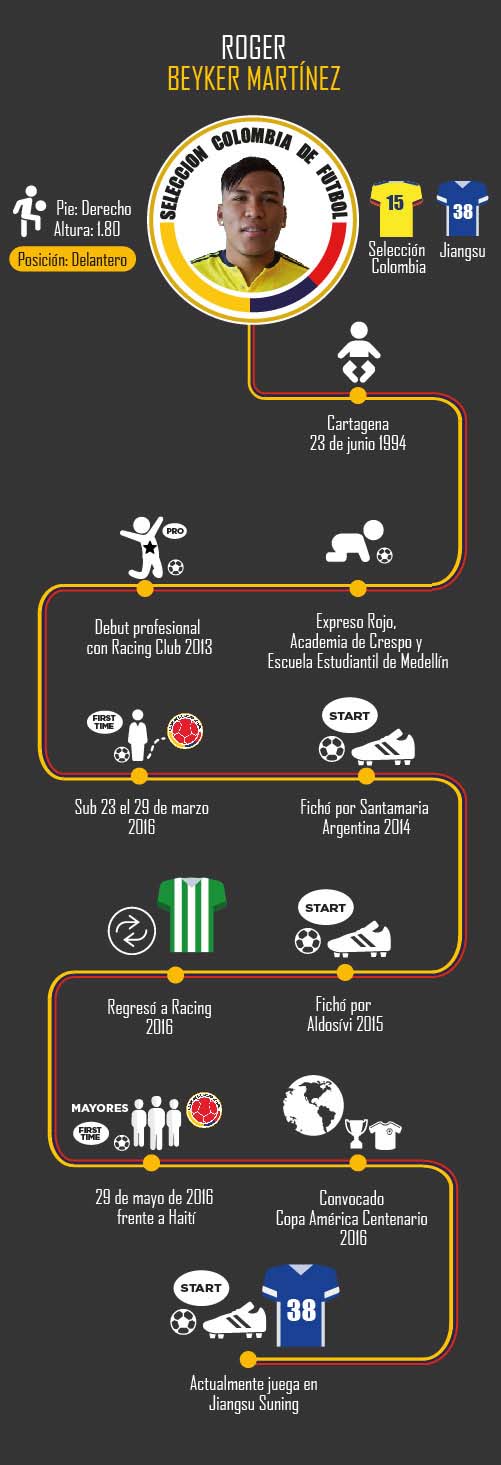 ROGER
BEYKER MARTÍNEZ
SELECCION COLOMBIA DE FUTBOL
Pie: Derecho
Altura: 1.80
Posición: Delantero
15
38
Selección
Colombia
Jiangsu
Cartagena
23 de junio 1994
PRO
Debut profesional
con Racing Club 2013
Expreso Rojo,
Academia de Crespo y
Escuela Estudiantil de Medellín
FIRST
TIME
START
Sub 23 el 29 de marzo
2016
Fichó por Santamaria
Argentina 2014
START
Regresó a Racing
2016
Fichó por
Aldosívi 2015
MAYORES
FIRST
TIME
29 de mayo de 2016
frente a Haití
Convocado
Copa América Centenario
2016
START
38
Actualmente juega en
Jiangsu Suning